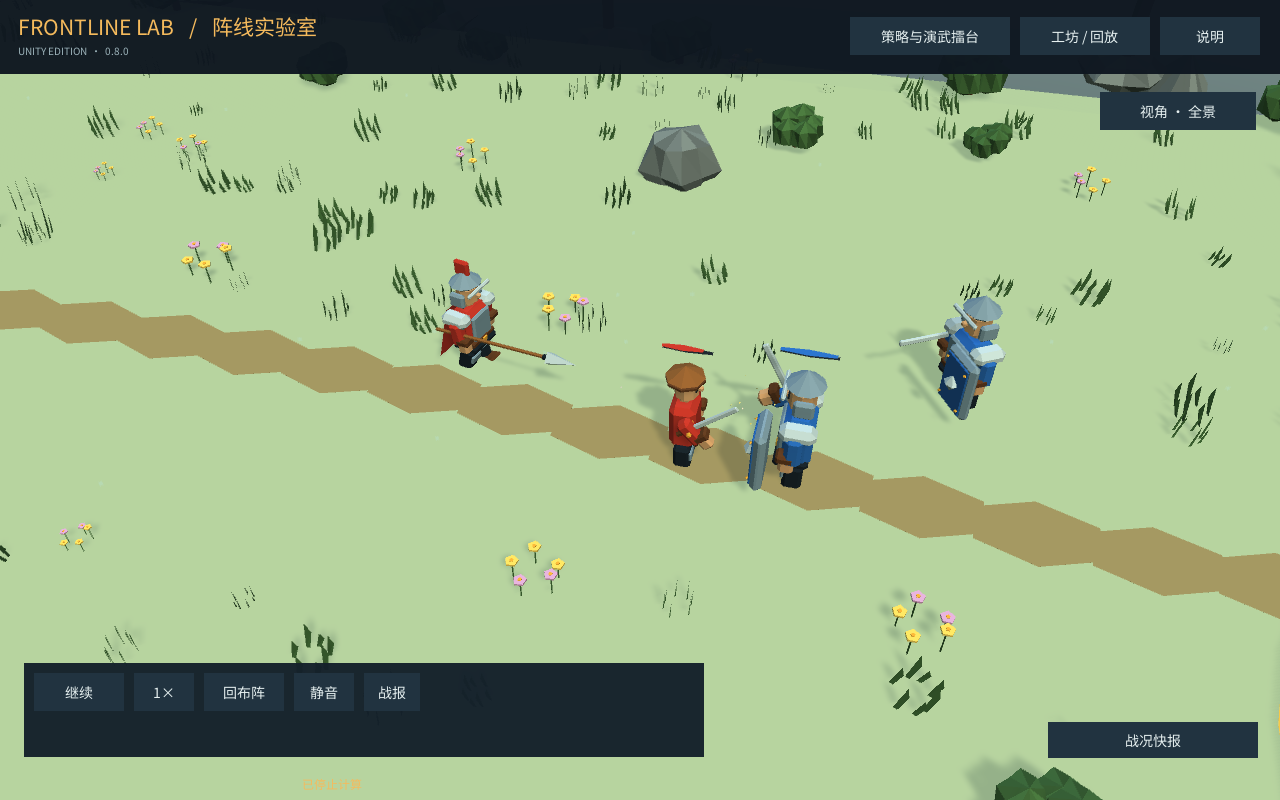 FRONTLINE LAB / 阵线实验室
UNITY EDITION · 0.8.0
策略与演武擂台
工坊 / 回放
说明
视角 · 全景
继续
1×
回布阵
静音
战报
战况快报